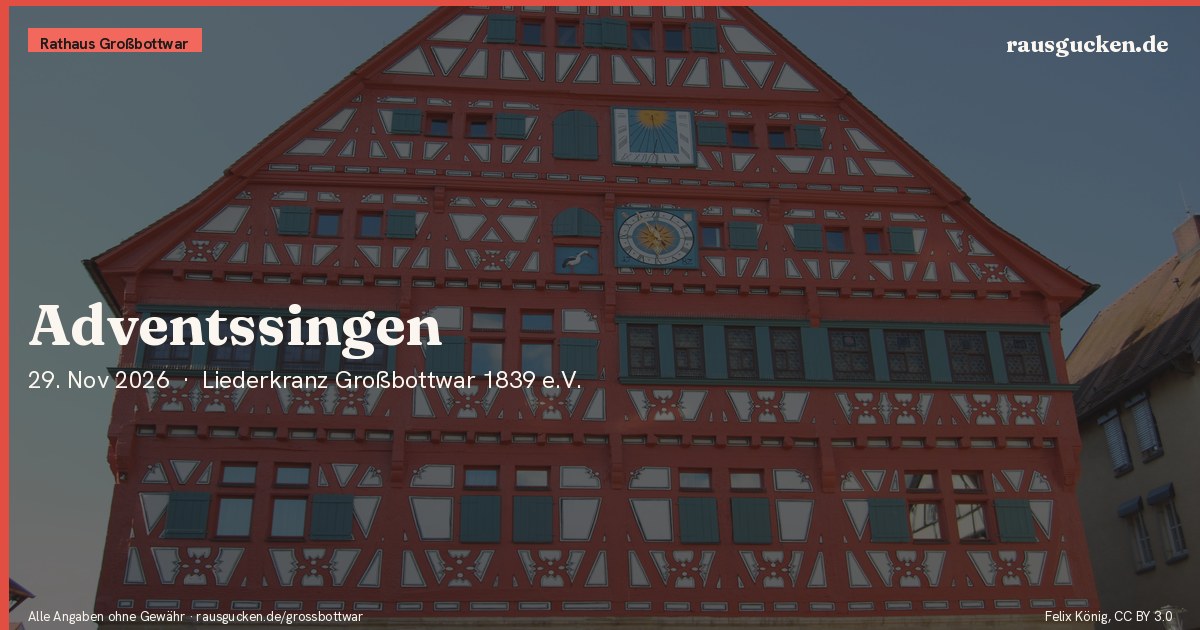 Rathaus Großbottwar
rausgucken.de
Adventssingen
29. Nov 2026 · Liederkranz Großbottwar 1839 e.V.
Alle Angaben ohne Gewähr · rausgucken.de/grossbottwar
Felix König, CC BY 3.0